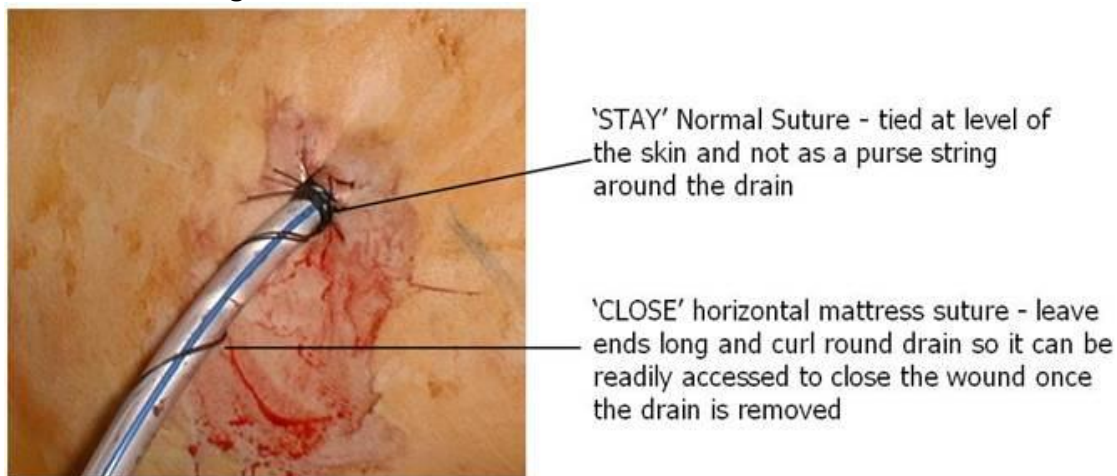 ‘STAY’ Normal Suture - tied at level of
the skin and not as a purse string
around the drain
‘CLOSE’ horizontal mattress suture - leave
ends long and curl round drain so it can be
readily accessed to close the wound once
the drain is removed